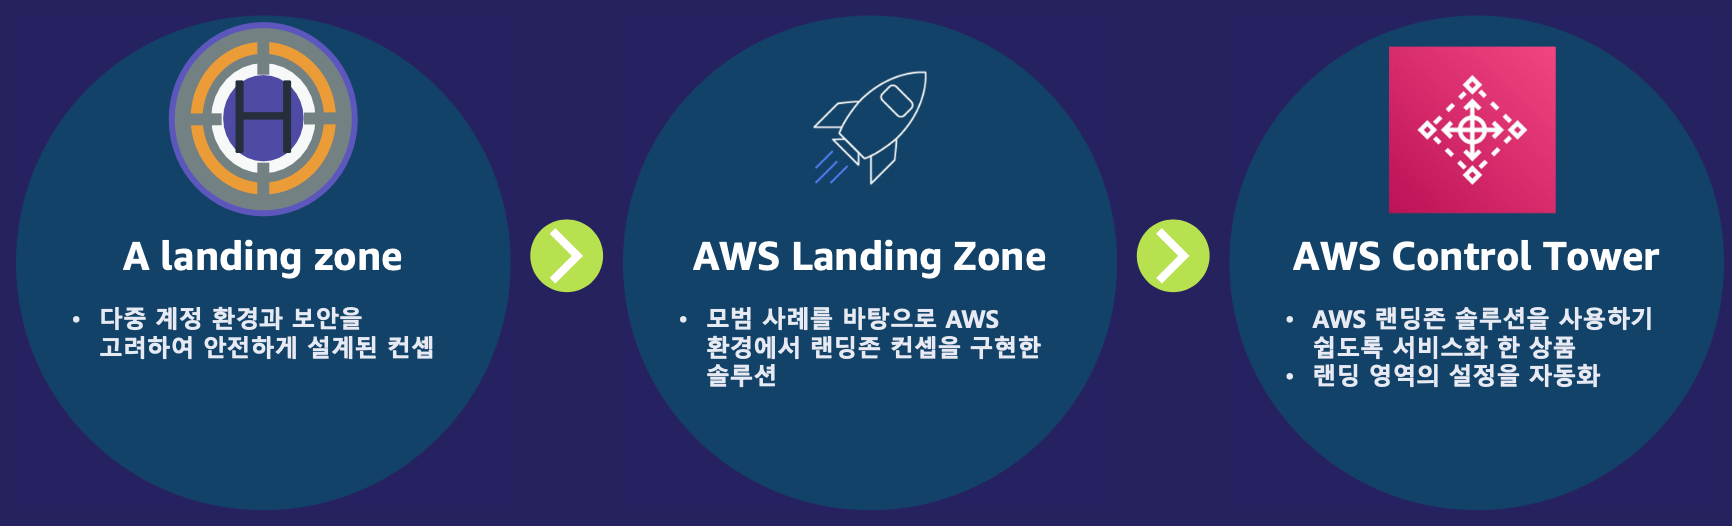 H
A landing zone
• 다중 계정 환경과 보안을
고려하여 안전하게 설계된 컨셉
AWS Landing Zone
• 모범 사례를 바탕으로 AWS
환경에서 랜딩존 컨셉을 구현한
솔루션
AWS Control Tower
• AWS 랜딩존 솔루션을 사용하기
쉽도록 서비스화 한 상품
• 랜딩 영역의 설정을 자동화